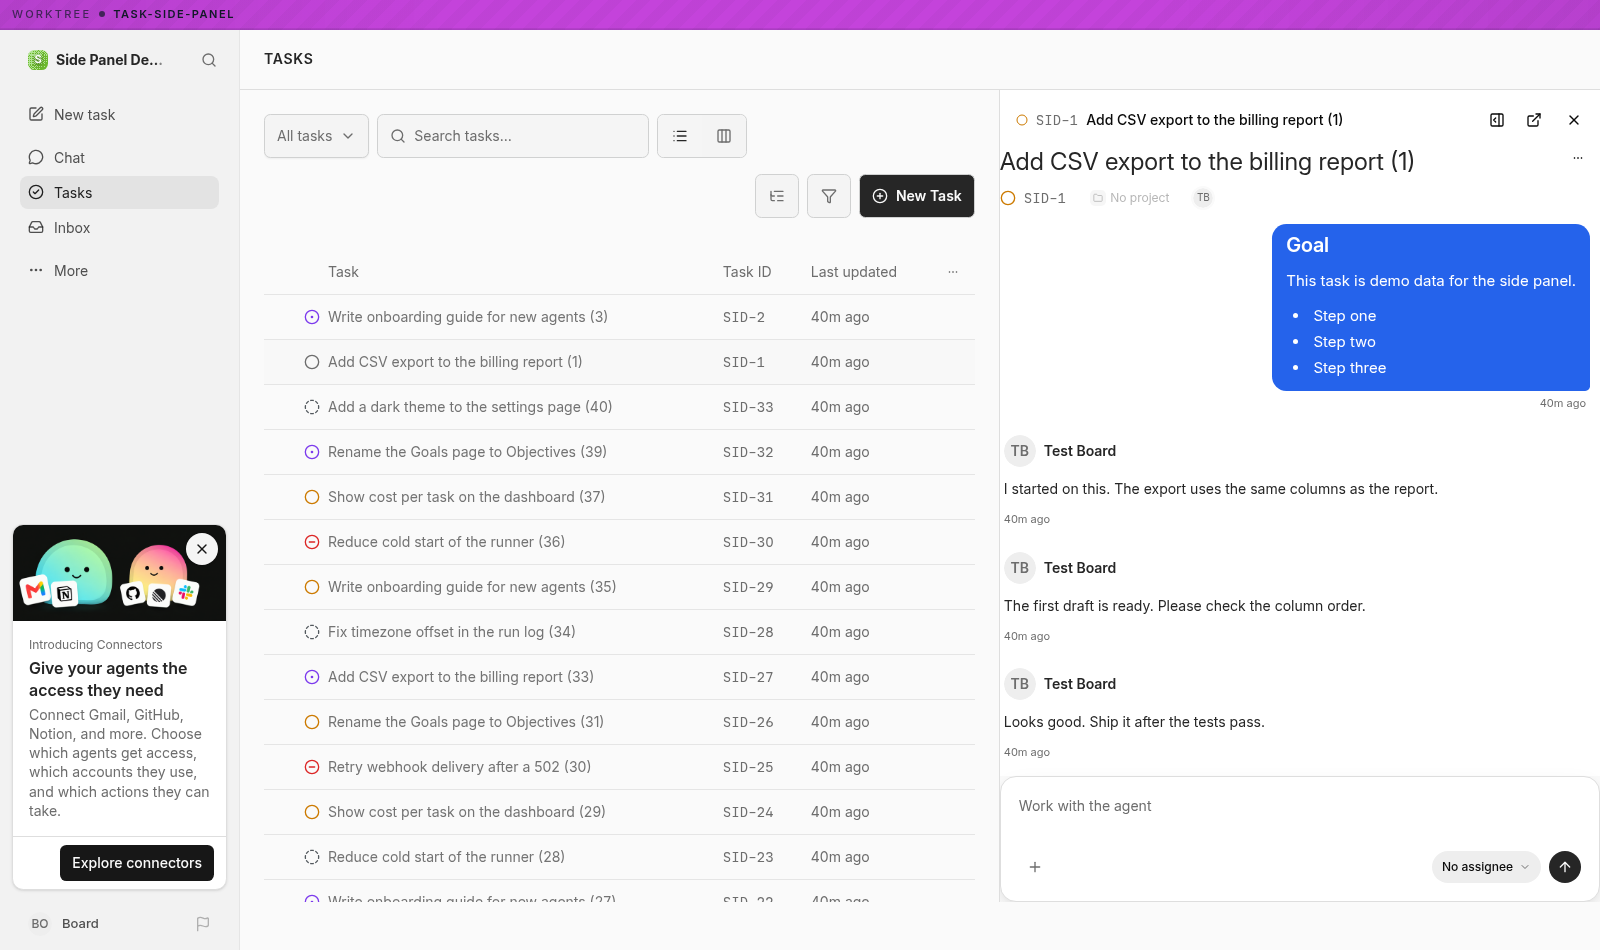 WORKTREE • TASK-SIDE-PANEL
Side Panel De...
New task
Chat
Tasks
Inbox
More
Introducing Connectors
Give your agents the
access they need
Connect Gmail, GitHub,
Notion, and more. Choose
which agents get access,
which accounts they use,
and which actions they can
take.
Explore connectors
BO Board
TASKS
All tasks
Search tasks...
New Task
Task Task ID Last updated
Write onboarding guide for new agents (3) SID-2 40m ago
Add CSV export to the billing report (1) SID-1 40m ago
Add a dark theme to the settings page (40) SID-33 40m ago
Rename the Goals page to Objectives (39) SID-32 40m ago
Show cost per task on the dashboard (37) SID-31 40m ago
Reduce cold start of the runner (36) SID-30 40m ago
Write onboarding guide for new agents (35) SID-29 40m ago
Fix timezone offset in the run log (34) SID-28 40m ago
Add CSV export to the billing report (33) SID-27 40m ago
Rename the Goals page to Objectives (31) SID-26 40m ago
Retry webhook delivery after a 502 (30) SID-25 40m ago
Show cost per task on the dashboard (29) SID-24 40m ago
Reduce cold start of the runner (28) SID-23 40m ago
Write onboarding guide for new agents (27) SID-22 40m ago
SID-1 Add CSV export to the billing report (1)
Add CSV export to the billing report (1)
SID-1 No project TB
Goal
This task is demo data for the side panel.
• Step one
• Step two
• Step three
40m ago
TB Test Board
I started on this. The export uses the same columns as the report.
40m ago
TB Test Board
The first draft is ready. Please check the column order.
40m ago
TB Test Board
Looks good. Ship it after the tests pass.
40m ago
Work with the agent
No assignee